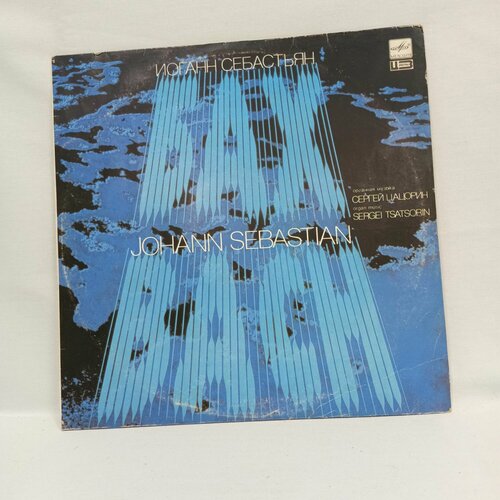 ИОГАНН СЕБАСТЬЯН
БАХ
органная музыка
СЕРГЕЙ ЦАЦОРИН
organ music
SERGEI TSATSORIN
JOHANN SEBASTIAN
BACH